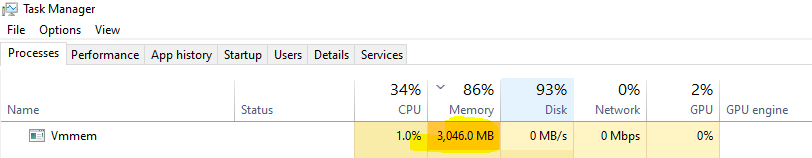 Task Manager
File Options View
Processes Performance App history Startup Users Details Services
34% 86% 93% 0% 2%
Name Status CPU Memory Disk Network GPU GPU engine
Vmmem 1.0% 3,046.0 MB 0 MB/s 0 Mbps 0%